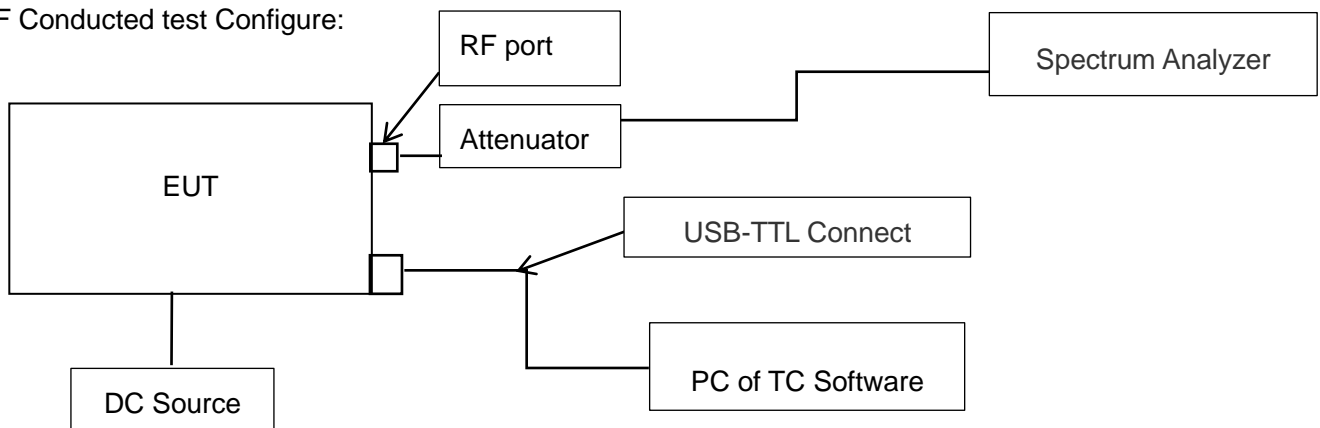 F Conducted test Configure:
RF port
Spectrum Analyzer
Attenuator
EUT
USB-TTL Connect
PC of TC Software
DC Source